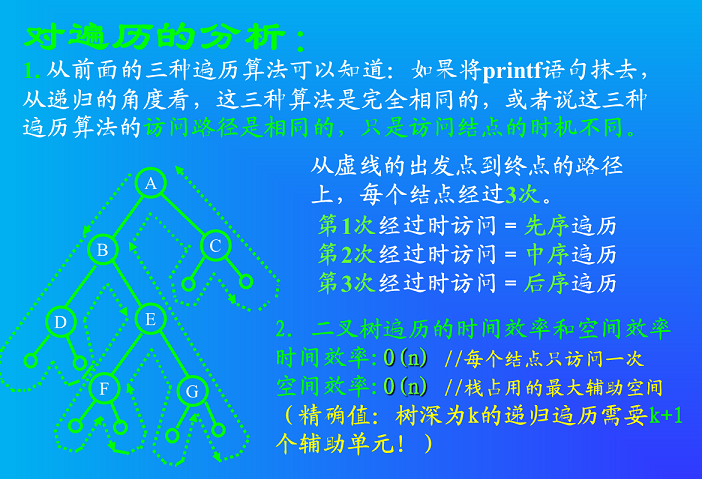 对遍历的分析：
1. 从前面的三种遍历算法可以知道：如果将printf语句抹去，
从递归的角度看，这三种算法是完全相同的，或者说这三种
遍历算法的访问路径是相同的，只是访问结点的时机不同。
从虚线的出发点到终点的路径
上，每个结点经过3次。
第1次经过时访问 = 先序遍历
第2次经过时访问 = 中序遍历
第3次经过时访问 = 后序遍历
A
B
C
D
E
F
G
2. 二叉树遍历的时间效率和空间效率
时间效率:O(n) //每个结点只访问一次
空间效率:O(n) //栈占用的最大辅助空间
（精确值：树深为k的递归遍历需要k+1
个辅助单元！）